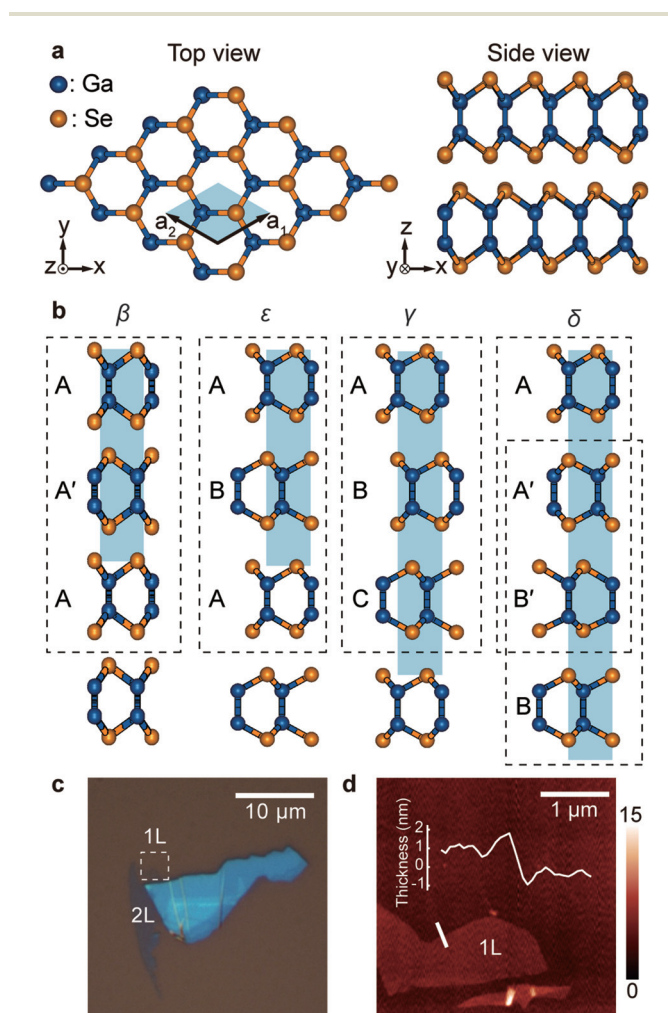 a
Top view
Side view
: Ga
: Se
a₂
a₁
y
z
x
z
y
x
b
β
ε
γ
δ
A
A
A
A
A′
B
B
A′
A
A
C
B′
B
c
10 µm
1L
2L
d
1 µm
Thickness (nm)
2
1
0
-1
1L
15
0